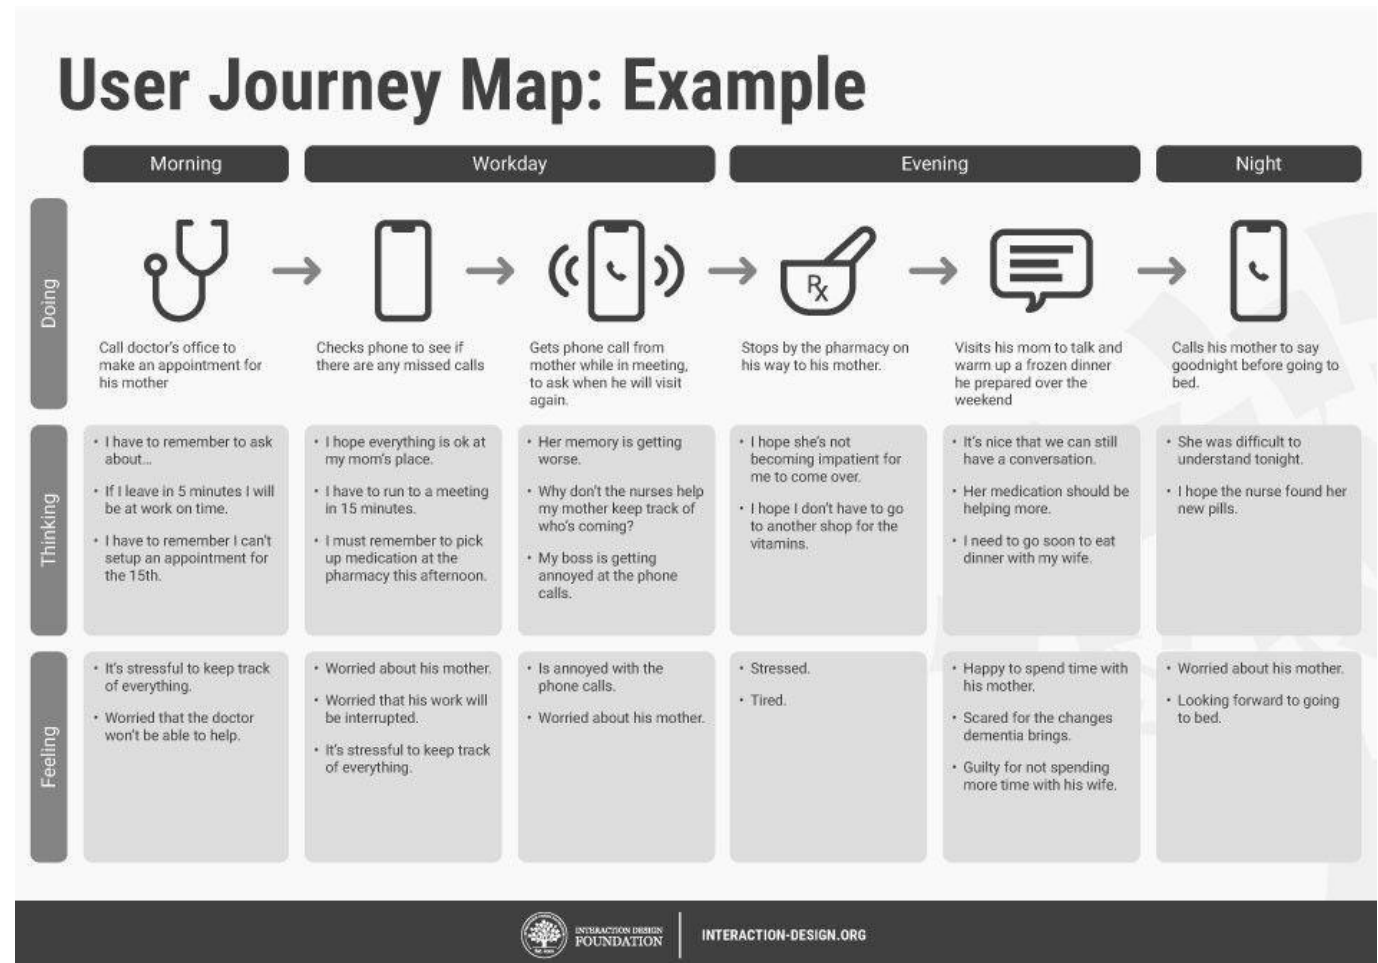 User Journey Map: Example
Morning
Workday
Evening
Night
Doing
Rx
Call doctor's office to
make an appointment for
his mother
Checks phone to see if
there are any missed calls
Gets phone call from
mother while in meeting,
to ask when he will visit
again.
Stops by the pharmacy on
his way to his mother.
Visits his mom to talk and
warm up a frozen dinner
he prepared over the
weekend
Calls his mother to say
goodnight before going to
bed.
Thinking
• I have to remember to ask
about...
• If I leave in 5 minutes I will
be at work on time.
• I have to remember I can't
setup an appointment for
the 15th.
• I hope everything is ok at
my mom's place.
• I have to run to a meeting
in 15 minutes.
• I must remember to pick
up medication at the
pharmacy this afternoon.
• Her memory is getting
worse.
• Why don't the nurses help
my mother keep track of
who's coming?
• My boss is getting
annoyed at the phone
calls.
• I hope she's not
becoming impatient for
me to come over.
• I hope I don't have to go
to another shop for the
vitamins.
• It's nice that we can still
have a conversation.
• Her medication should be
helping more.
• I need to go soon to eat
dinner with my wife.
• She was difficult to
understand tonight.
• I hope the nurse found her
new pills.
Feeling
• It's stressful to keep track
of everything.
• Worried that the doctor
won't be able to help.
• Worried about his mother.
• Worried that his work will
be interrupted.
• It's stressful to keep track
of everything.
• Is annoyed with the
phone calls.
• Worried about his mother.
• Stressed.
• Tired.
• Happy to spend time with
his mother.
• Scared for the changes
dementia brings.
• Guilty for not spending
more time with his wife.
• Worried about his mother.
• Looking forward to going
to bed.
INTERACTION DESIGN
FOUNDATION
INTERACTION-DESIGN.ORG